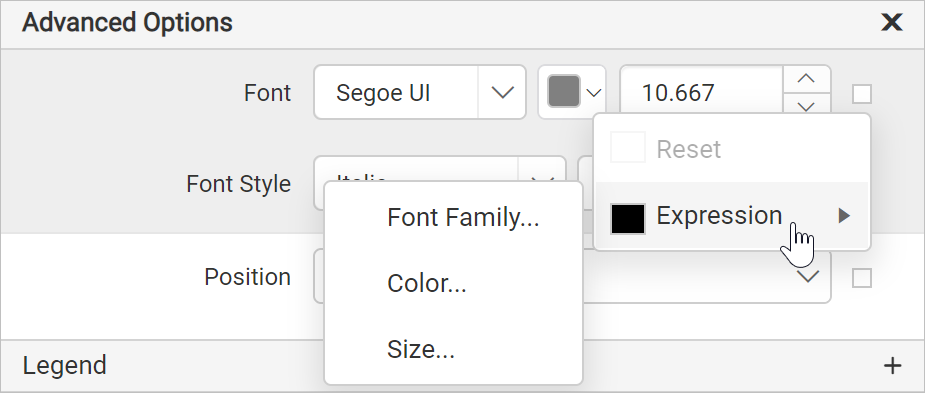 Advanced Options
Font
Segoe UI
10.667
Reset
Font Style
Italic
Expression
Font Family...
Position
Color...
Size...
Legend